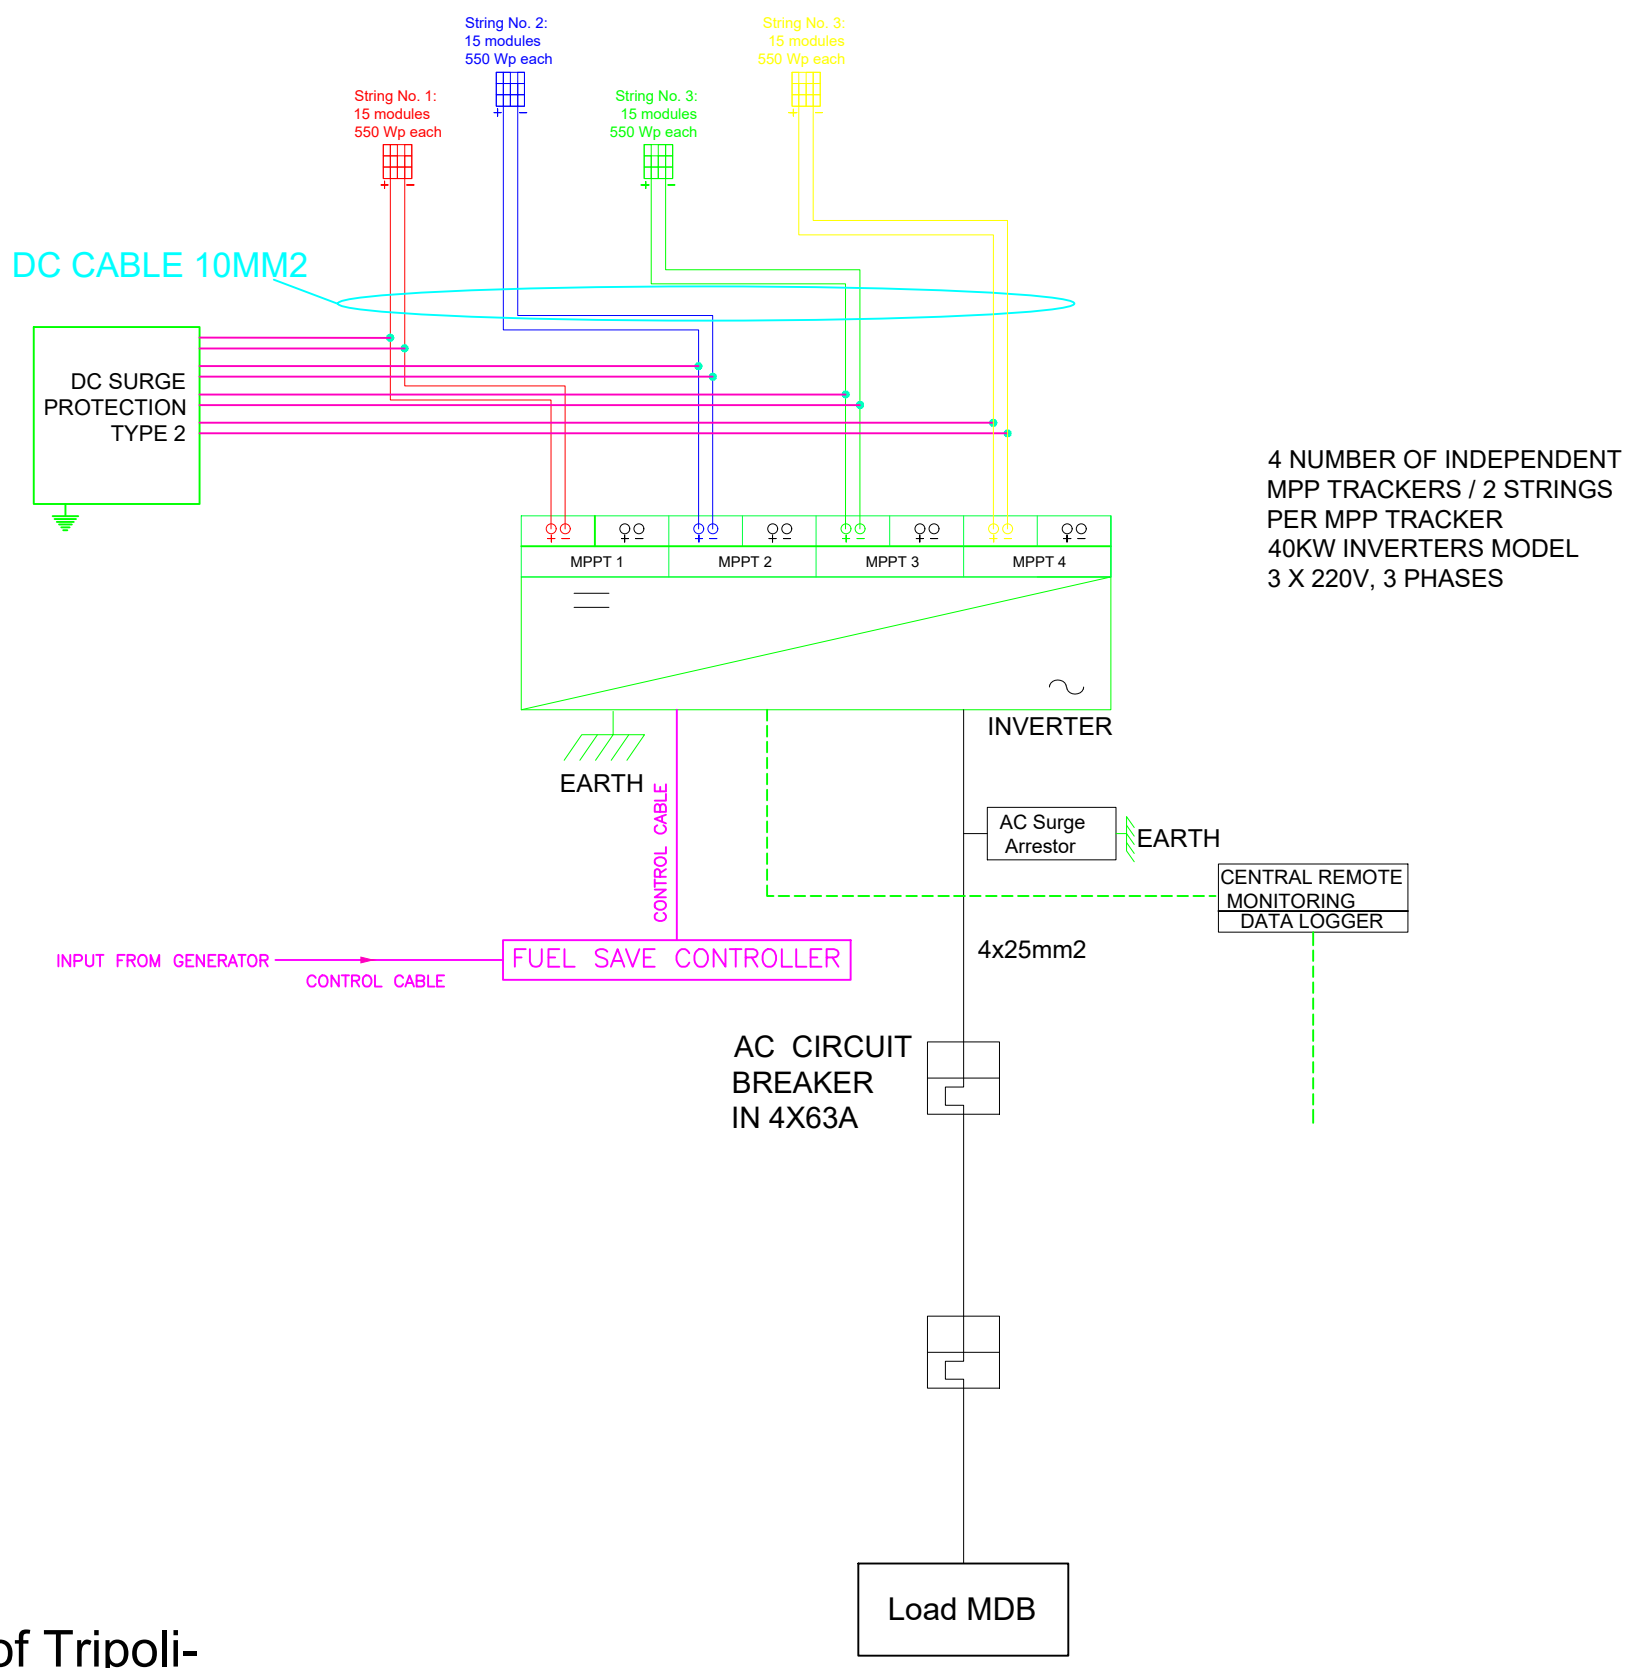 String No. 2:
15 modules
550 Wp each
String No. 3:
15 modules
550 Wp each
String No. 1:
15 modules
550 Wp each
String No. 3:
15 modules
550 Wp each
+ −
+ −
+ −
+ −
DC CABLE 10MM2
DC SURGE
PROTECTION
TYPE 2
4 NUMBER OF INDEPENDENT
MPP TRACKERS / 2 STRINGS
PER MPP TRACKER
40KW INVERTERS MODEL
3 X 220V, 3 PHASES
+ − + − + − + − + − + − + − + −
MPPT 1 MPPT 2 MPPT 3 MPPT 4
INVERTER
EARTH
CONTROL CABLE
AC Surge
Arrestor
EARTH
CENTRAL REMOTE
MONITORING
DATA LOGGER
4x25mm2
INPUT FROM GENERATOR
CONTROL CABLE
FUEL SAVE CONTROLLER
AC CIRCUIT
BREAKER
IN 4X63A
Load MDB
of Tripoli-